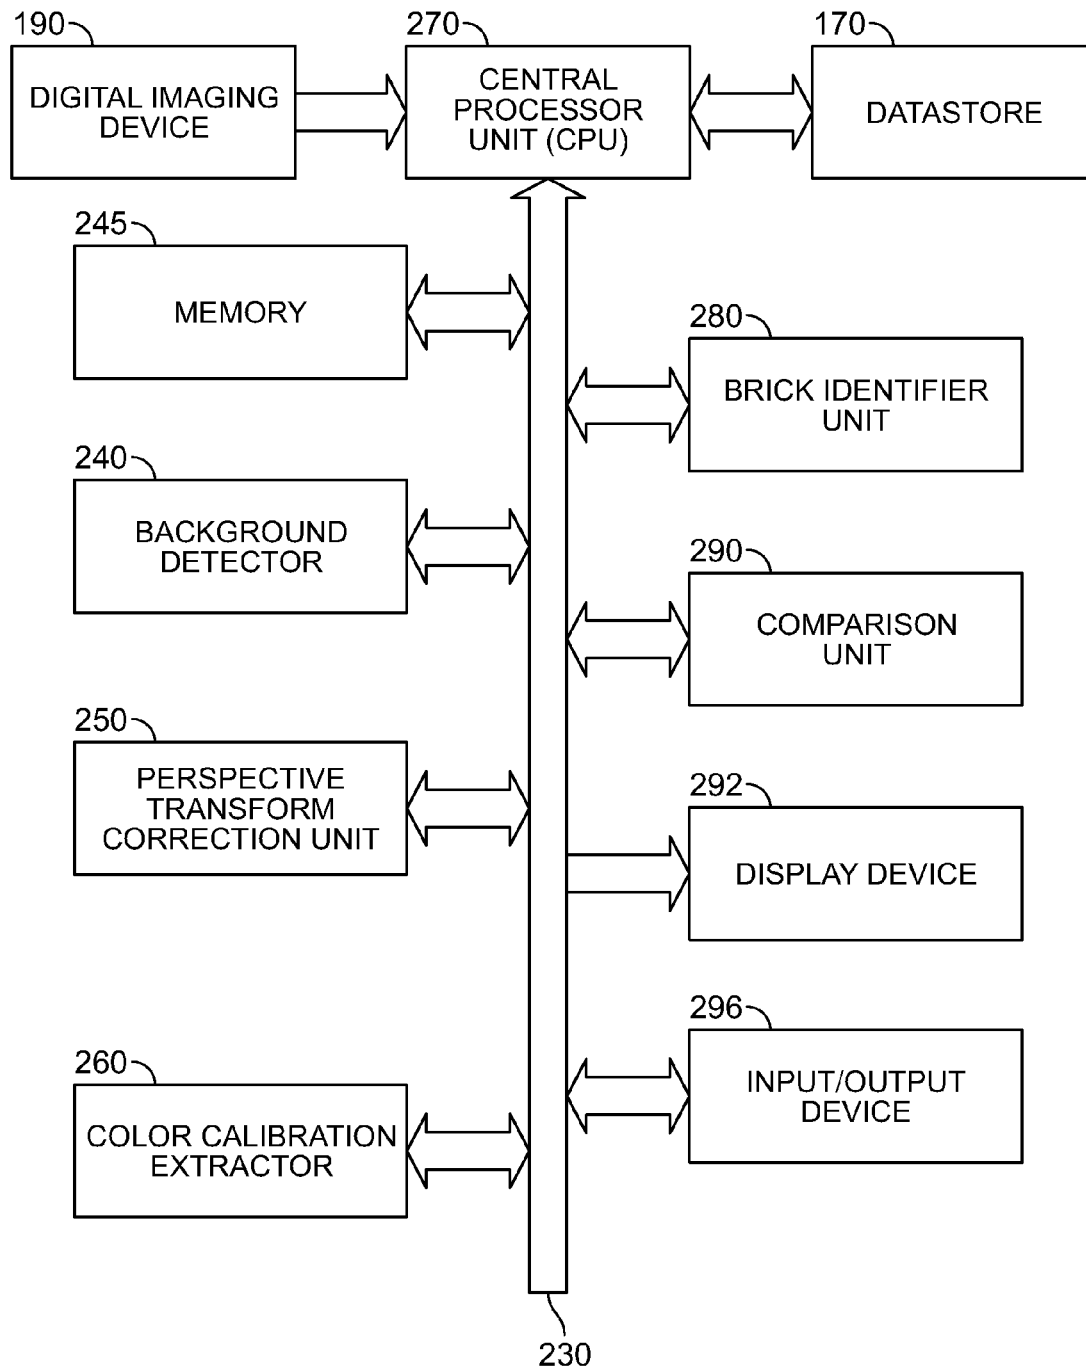 190
270
170
DIGITAL IMAGING
DEVICE
CENTRAL
PROCESSOR
UNIT (CPU)
DATASTORE
245
MEMORY
280
BRICK IDENTIFIER
UNIT
240
BACKGROUND
DETECTOR
290
COMPARISON
UNIT
250
PERSPECTIVE
TRANSFORM
CORRECTION UNIT
292
DISPLAY DEVICE
296
INPUT/OUTPUT
DEVICE
260
COLOR CALIBRATION
EXTRACTOR
230